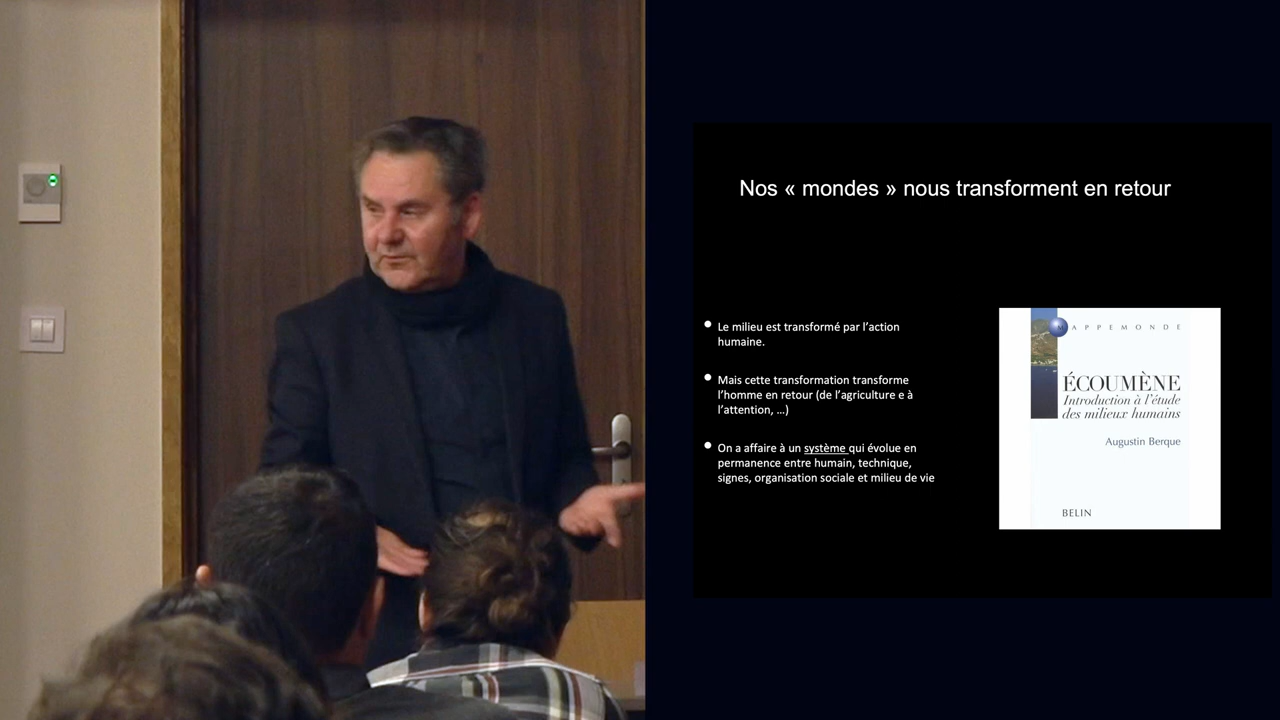 Nos « mondes » nous transforment en retour
Le milieu est transformé par l’action
humaine.
Mais cette transformation transforme
l’homme en retour (de l’agriculture e à
l’attention, …)
On a affaire à un système qui évolue en
permanence entre humain, technique,
signes, organisation sociale et milieu de vie
MAPPEMONDE
ÉCOUMÈNE
Introduction à l’étude
des milieux humains
Augustin Berque
BELIN